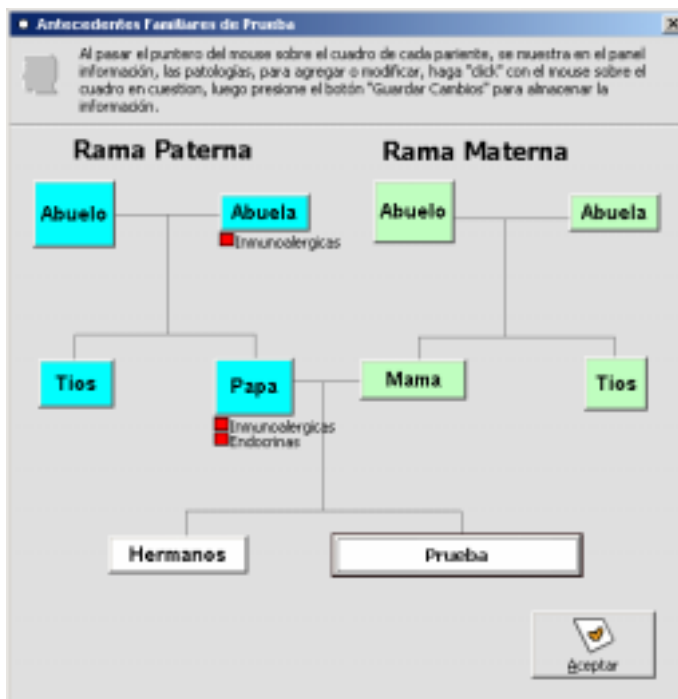 Antecedentes Familiares de Prueba
Al pasar el puntero del mouse sobre el cuadro de cada pariente, se muestra en el panel
información, las patologías, para agregar o modificar, haga "click" con el mouse sobre el
cuadro en cuestion, luego presione el botón "Guardar Cambios" para almacenar la
información.
Rama Paterna
Rama Materna
Abuelo
Abuela
Abuelo
Abuela
Inmunoalergicas
Tios
Papa
Mama
Tios
Inmunoalergicas
Endocrinas
Hermanos
Prueba
Aceptar